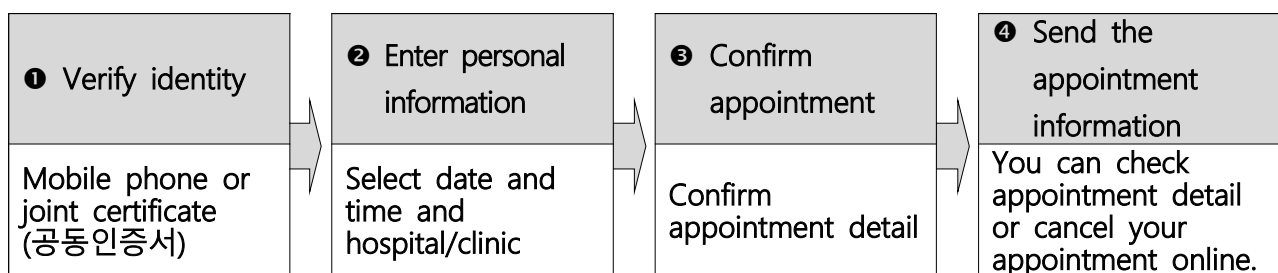 ❶ Verify identity
Mobile phone or
joint certificate
(공동인증서)
❷ Enter personal
information
Select date and
time and
hospital/clinic
❸ Confirm
appointment
Confirm
appointment detail
❹ Send the
appointment
information
You can check
appointment detail
or cancel your
appointment online.